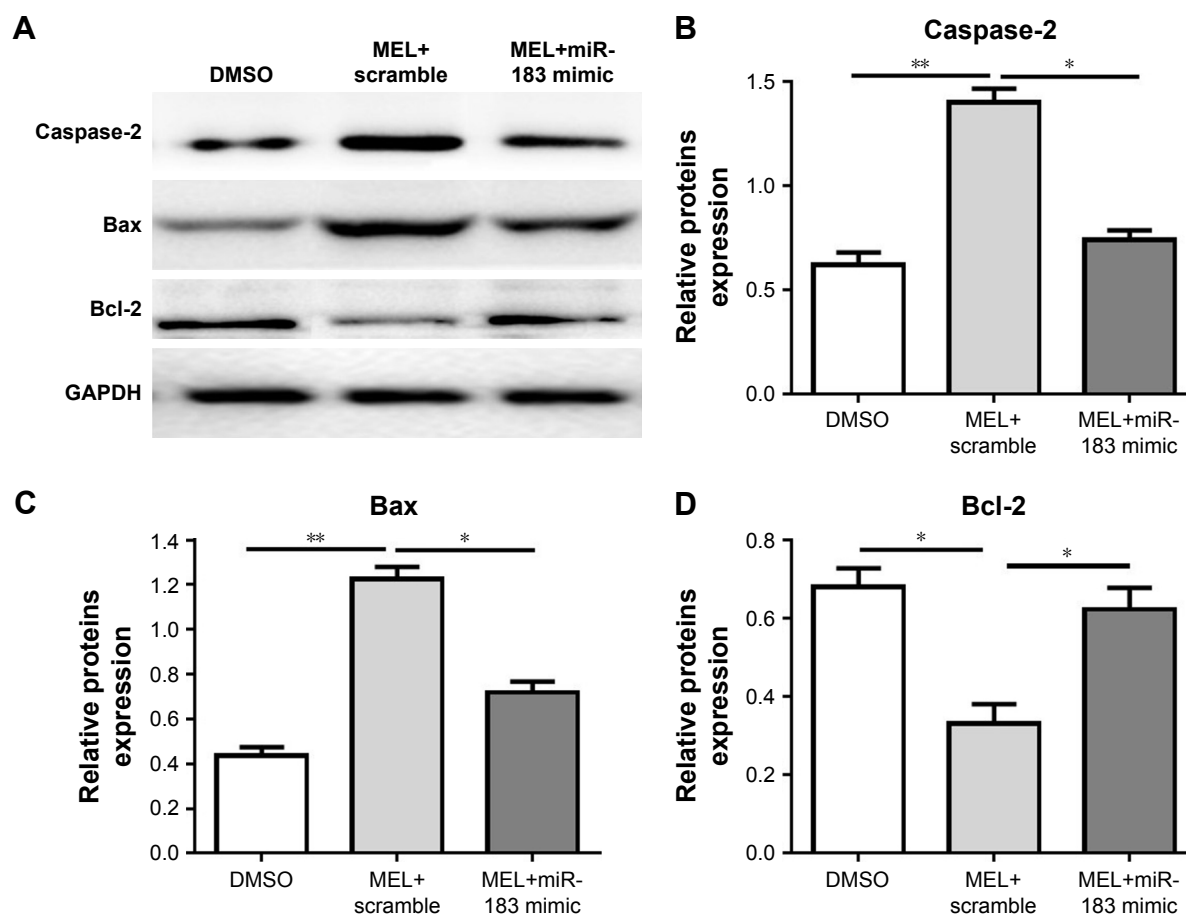 A
DMSO
MEL+
scramble
MEL+miR-
183 mimic
Caspase-2
Bax
Bcl-2
GAPDH
B
Caspase-2
Relative proteins
expression
1.5
1.0
0.5
0.0
**
*
DMSO
MEL+
scramble
MEL+miR-
183 mimic
C
Bax
Relative proteins
expression
1.4
1.2
1.0
0.8
0.6
0.4
0.2
0.0
**
*
DMSO
MEL+
scramble
MEL+miR-
183 mimic
D
Bcl-2
Relative proteins
expression
0.8
0.6
0.4
0.2
0.0
*
*
DMSO
MEL+
scramble
MEL+miR-
183 mimic